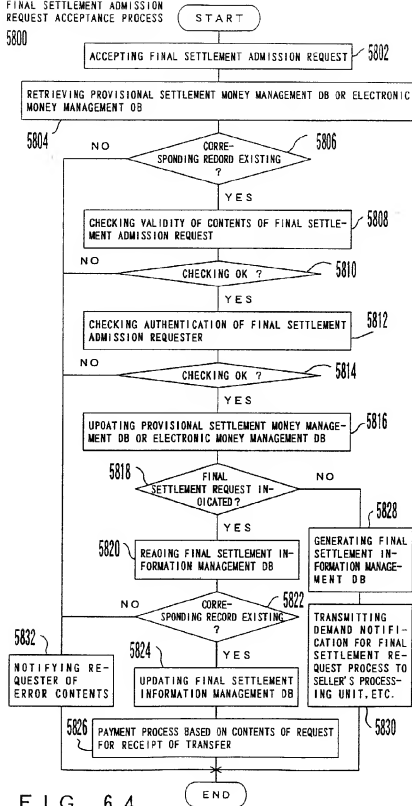 FINAL SETTLEMENT ADMISSION
REQUEST ACCEPTANCE PROCESS
5800
START
ACCEPTING FINAL SETTLEMENT ADMISSION REQUEST
5802
RETRIEVING PROVISIONAL SETTLEMENT MONEY MANAGEMENT DB OR ELECTRONIC
MONEY MANAGEMENT DB
5804
NO
CORRE-
SPONDING RECORD EXISTING
?
5806
YES
CHECKING VALIDITY OF CONTENTS OF FINAL SETTLE-
MENT ADMISSION REQUEST
5808
NO
CHECKING OK ?
5810
YES
CHECKING AUTHENTICATION OF FINAL SETTLEMENT
ADMISSION REQUESTER
5812
NO
CHECKING OK ?
5814
YES
UPDATING PROVISIONAL SETTLEMENT MONEY MANAGE-
MENT DB OR ELECTRONIC MONEY MANAGEMENT DB
5816
5818
FINAL
SETTLEMENT REQUEST IN-
DICATED?
NO
YES
5828
GENERATING FINAL
SETTLEMENT IN-
FORMATION MANAGE-
MENT DB
5820
READING FINAL SETTLEMENT IN-
FORMATION MANAGEMENT DB
NO
CORRE-
SPONDING RECORD EXISTING
?
5822
YES
TRANSMITTING
DEMAND NOTIFI-
CATION FOR FINAL
SETTLEMENT RE-
QUEST PROCESS TO
SELLER'S PROCESS-
ING UNIT, ETC.
5830
5832
NOTIFYING RE-
QUESTER OF
ERROR CONTENTS
5824
UPDATING FINAL SETTLEMENT
INFORMATION MANAGEMENT DB
5826
PAYMENT PROCESS BASED ON CONTENTS OF REQUEST
FOR RECEIPT OF TRANSFER
END
FIG. 64